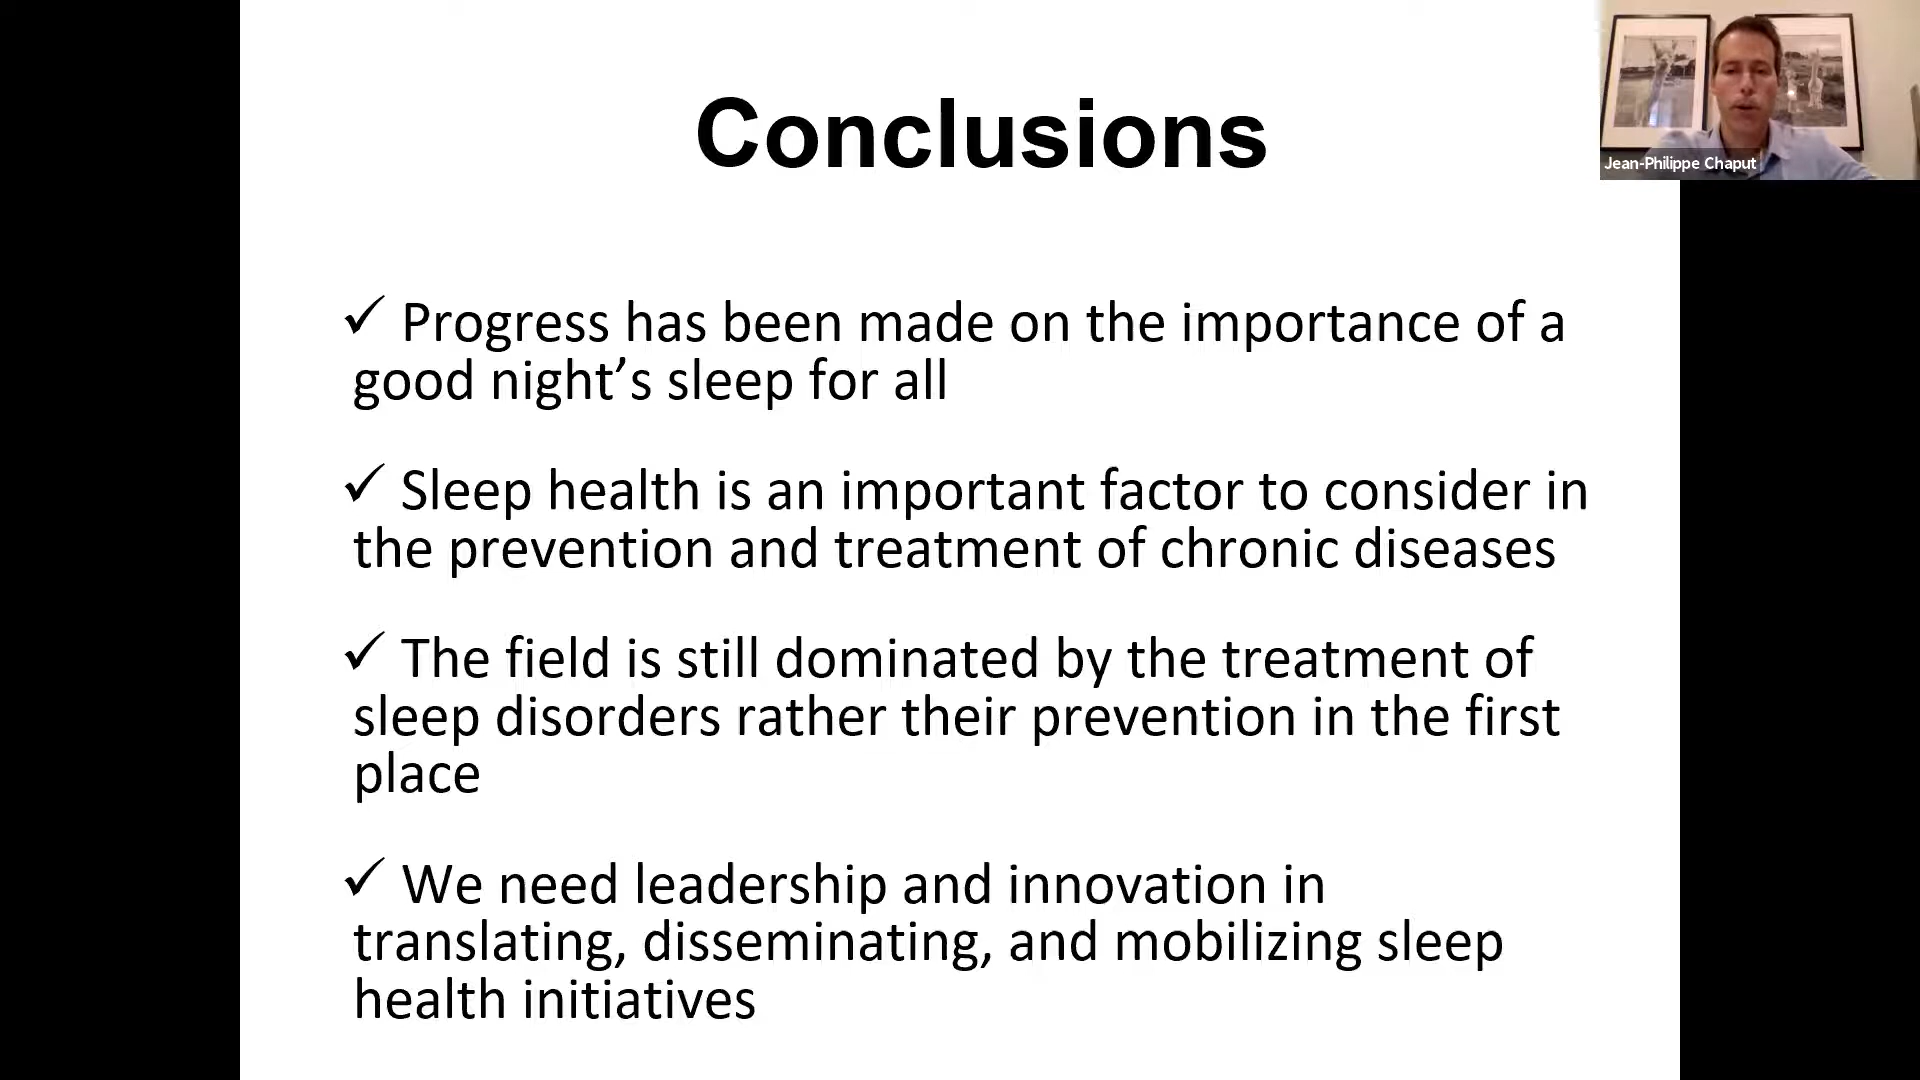 Conclusions
Jean-Philippe Chaput
✓ Progress has been made on the importance of a
good night’s sleep for all
✓ Sleep health is an important factor to consider in
the prevention and treatment of chronic diseases
✓ The field is still dominated by the treatment of
sleep disorders rather their prevention in the first
place
✓ We need leadership and innovation in
translating, disseminating, and mobilizing sleep
health initiatives